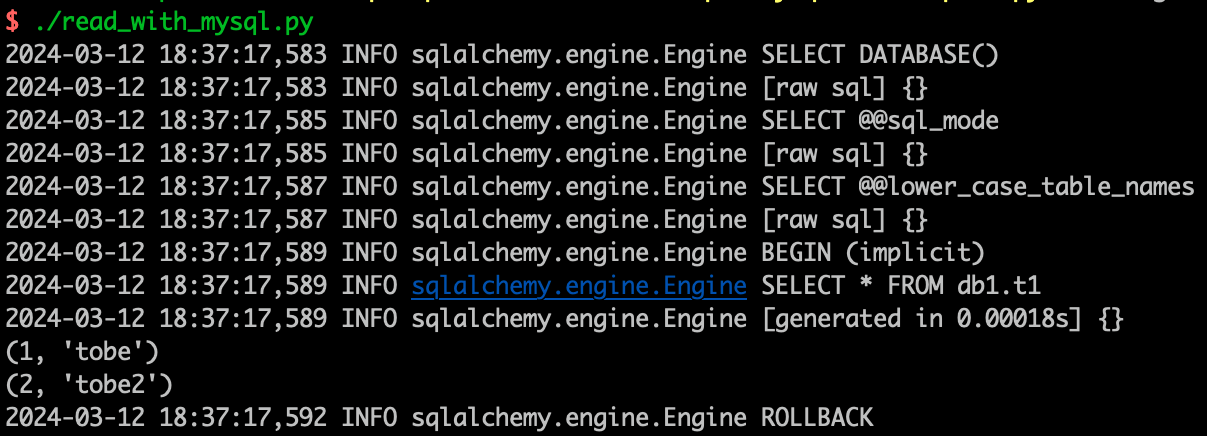 $ ./read_with_mysql.py
2024-03-12 18:37:17,583 INFO sqlalchemy.engine.Engine SELECT DATABASE()
2024-03-12 18:37:17,583 INFO sqlalchemy.engine.Engine [raw sql] {}
2024-03-12 18:37:17,585 INFO sqlalchemy.engine.Engine SELECT @@sql_mode
2024-03-12 18:37:17,585 INFO sqlalchemy.engine.Engine [raw sql] {}
2024-03-12 18:37:17,587 INFO sqlalchemy.engine.Engine SELECT @@lower_case_table_names
2024-03-12 18:37:17,587 INFO sqlalchemy.engine.Engine [raw sql] {}
2024-03-12 18:37:17,589 INFO sqlalchemy.engine.Engine BEGIN (implicit)
2024-03-12 18:37:17,589 INFO sqlalchemy.engine.Engine SELECT * FROM db1.t1
2024-03-12 18:37:17,589 INFO sqlalchemy.engine.Engine [generated in 0.00018s] {}
(1, 'tobe')
(2, 'tobe2')
2024-03-12 18:37:17,592 INFO sqlalchemy.engine.Engine ROLLBACK